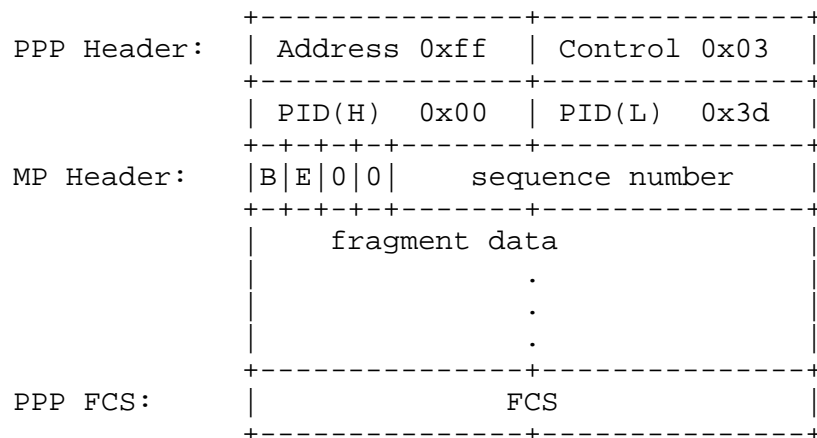 +---------------+---------------+
PPP Header: | Address 0xff | Control 0x03 |
+---------------+---------------+
| PID(H) 0x00 | PID(L) 0x3d |
+-+-+-+-+-------+---------------+
MP Header: |B|E|0|0| sequence number |
+-+-+-+-+-------+---------------+
| fragment data |
| . |
| . |
| . |
+---------------+---------------+
PPP FCS: | FCS |
+---------------+---------------+